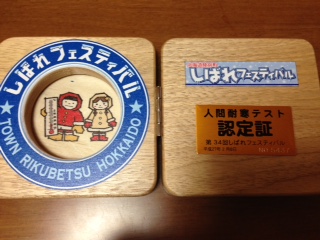 しばれフェスティバル
★TOWN RIKUBETSU HOKKAIDO★
しばれフェスティバル
人間耐寒テスト
認定証
第34回しばれフェスティバル